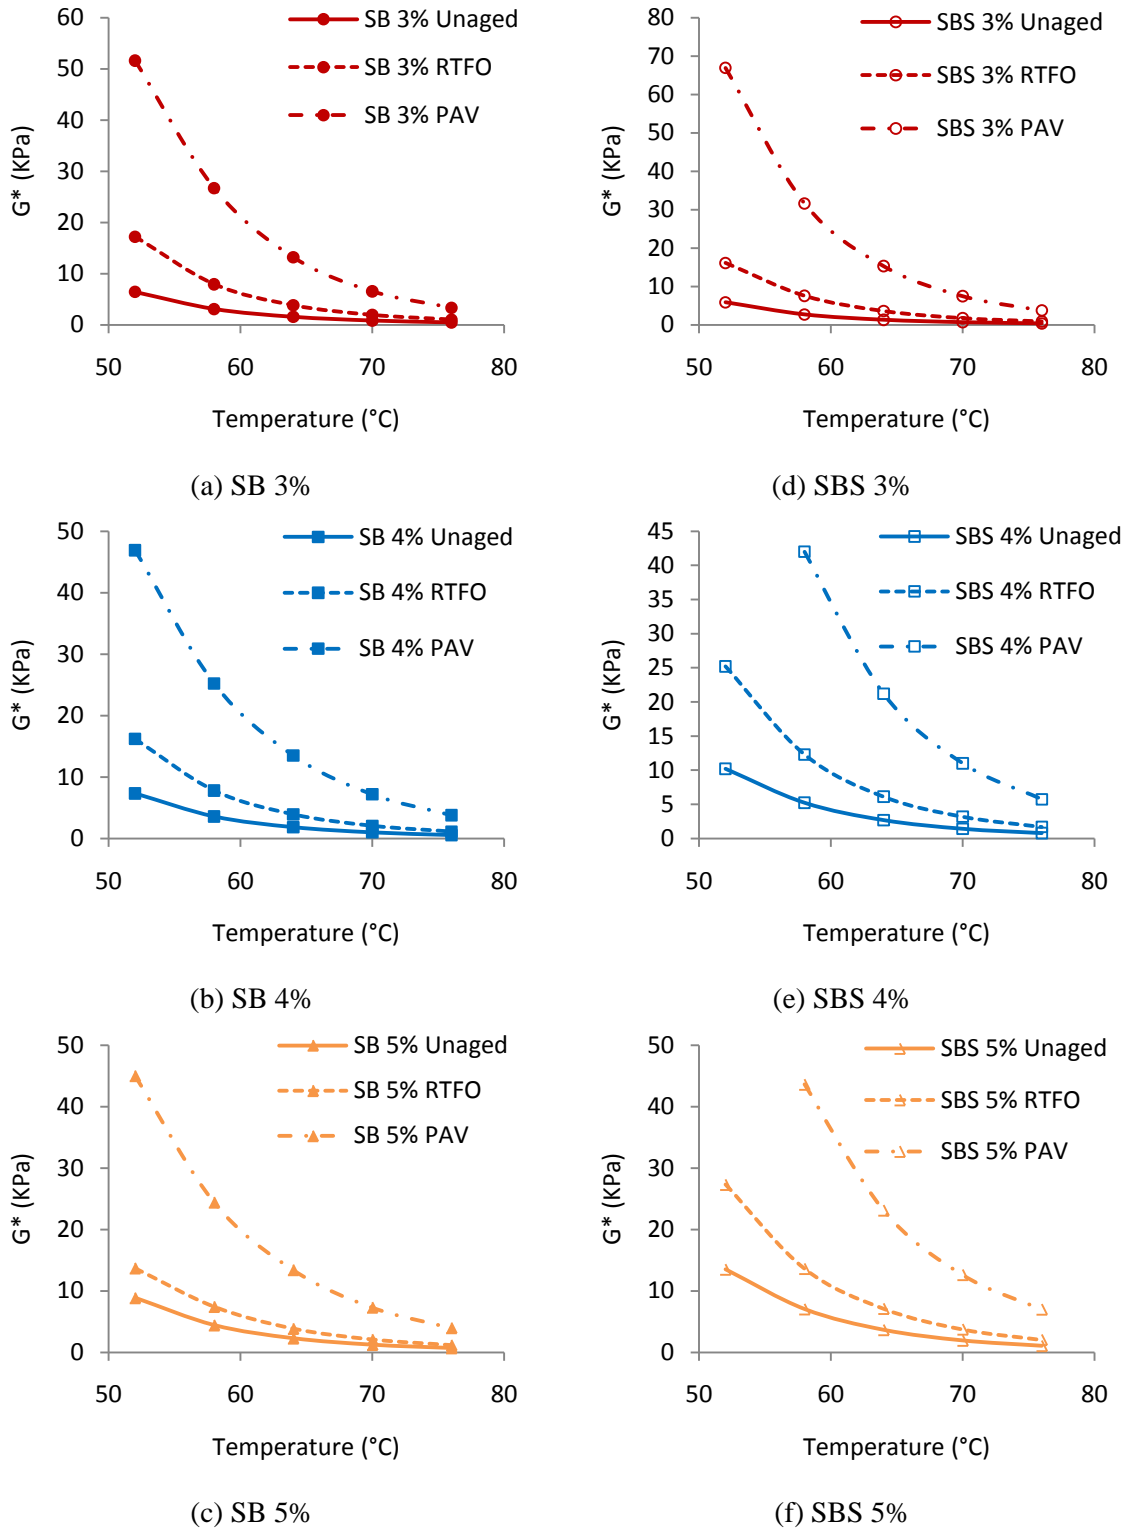 60
50
40
30
20
10
0
50 60 70 80
G* (KPa)
Temperature (°C)
SB 3% Unaged
SB 3% RTFO
SB 3% PAV
(a) SB 3%
80
70
60
50
40
30
20
10
0
50 60 70 80
G* (KPa)
Temperature (°C)
SBS 3% Unaged
SBS 3% RTFO
SBS 3% PAV
(d) SBS 3%
50
40
30
20
10
0
50 60 70 80
G* (KPa)
Temperature (°C)
SB 4% Unaged
SB 4% RTFO
SB 4% PAV
(b) SB 4%
45
40
35
30
25
20
15
10
5
0
50 60 70 80
G* (KPa)
Temperature (°C)
SBS 4% Unaged
SBS 4% RTFO
SBS 4% PAV
(e) SBS 4%
50
40
30
20
10
0
50 60 70 80
G* (KPa)
Temperature (°C)
SB 5% Unaged
SB 5% RTFO
SB 5% PAV
(c) SB 5%
50
40
30
20
10
0
50 60 70 80
G* (KPa)
Temperature (°C)
SBS 5% Unaged
SBS 5% RTFO
SBS 5% PAV
(f) SBS 5%